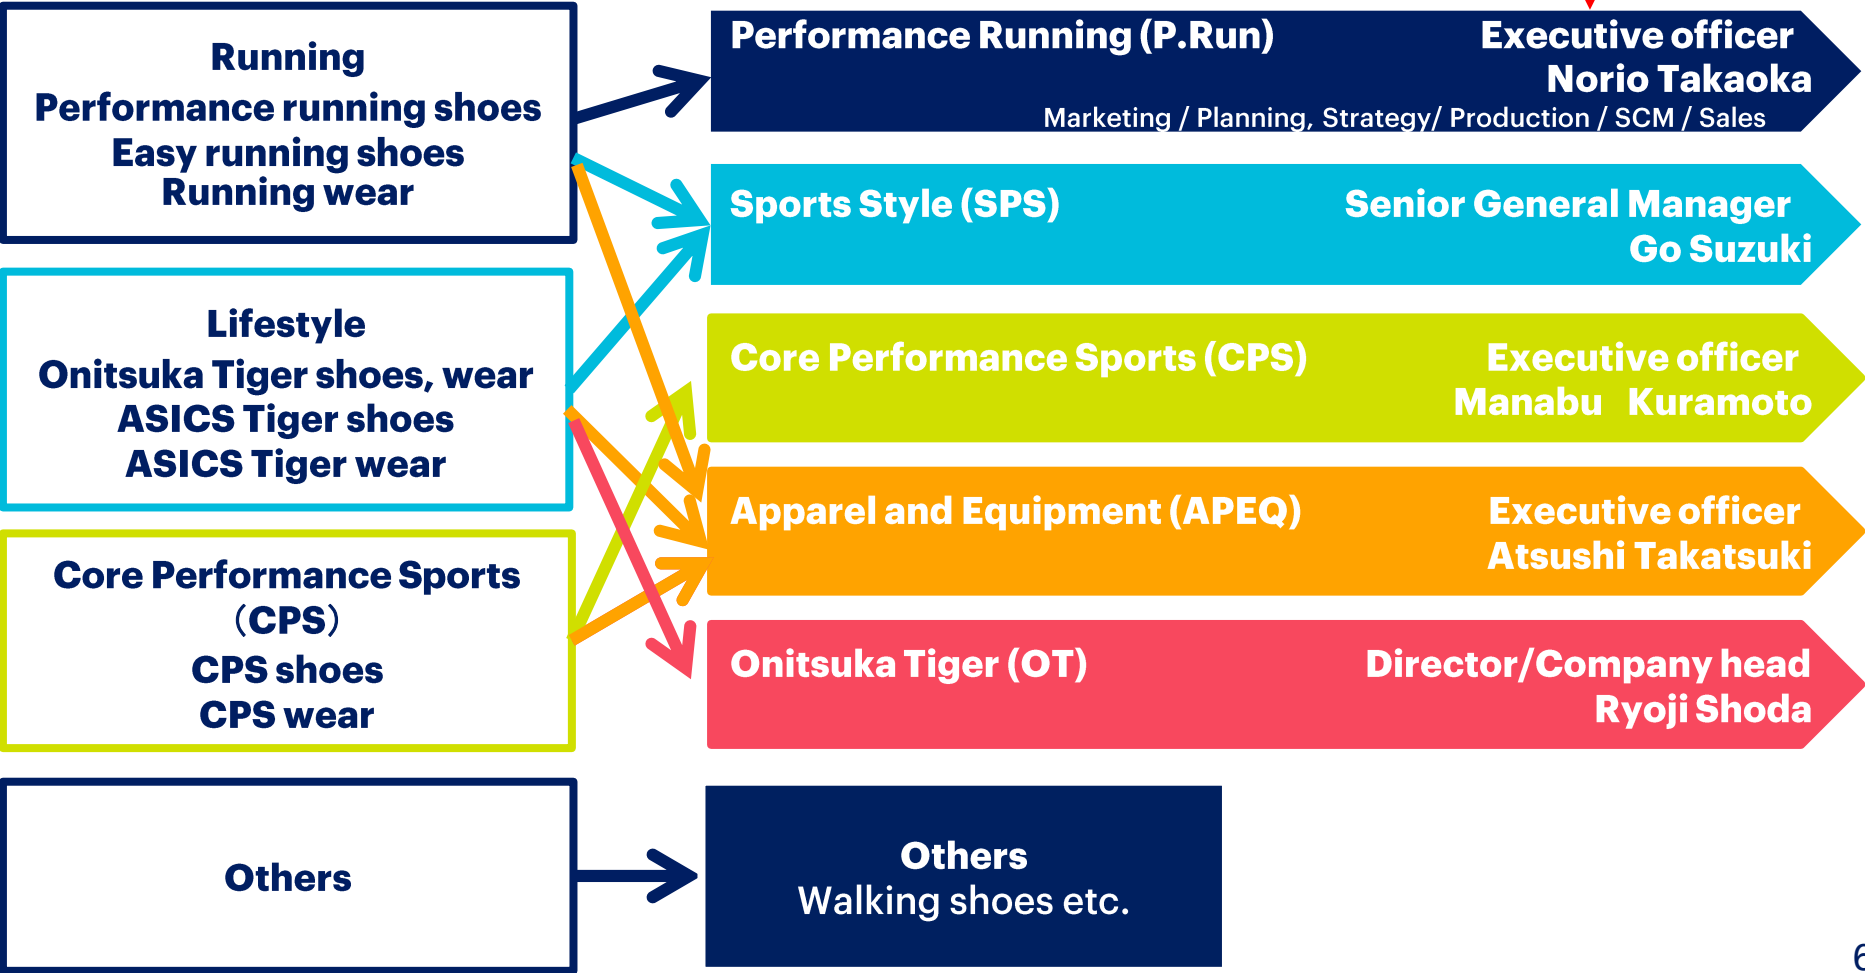 Running
Performance running shoes
Easy running shoes
Running wear
Lifestyle
Onitsuka Tiger shoes, wear
ASICS Tiger shoes
ASICS Tiger wear
Core Performance Sports
（CPS）
CPS shoes
CPS wear
Others
Performance Running (P.Run)
Executive officer
Norio Takaoka
Marketing / Planning, Strategy/ Production / SCM / Sales
Sports Style (SPS)
Senior General Manager
Go Suzuki
Core Performance Sports (CPS)
Executive officer
Manabu Kuramoto
Apparel and Equipment (APEQ)
Executive officer
Atsushi Takatsuki
Onitsuka Tiger (OT)
Director/Company head
Ryoji Shoda
Others
Walking shoes etc.
6